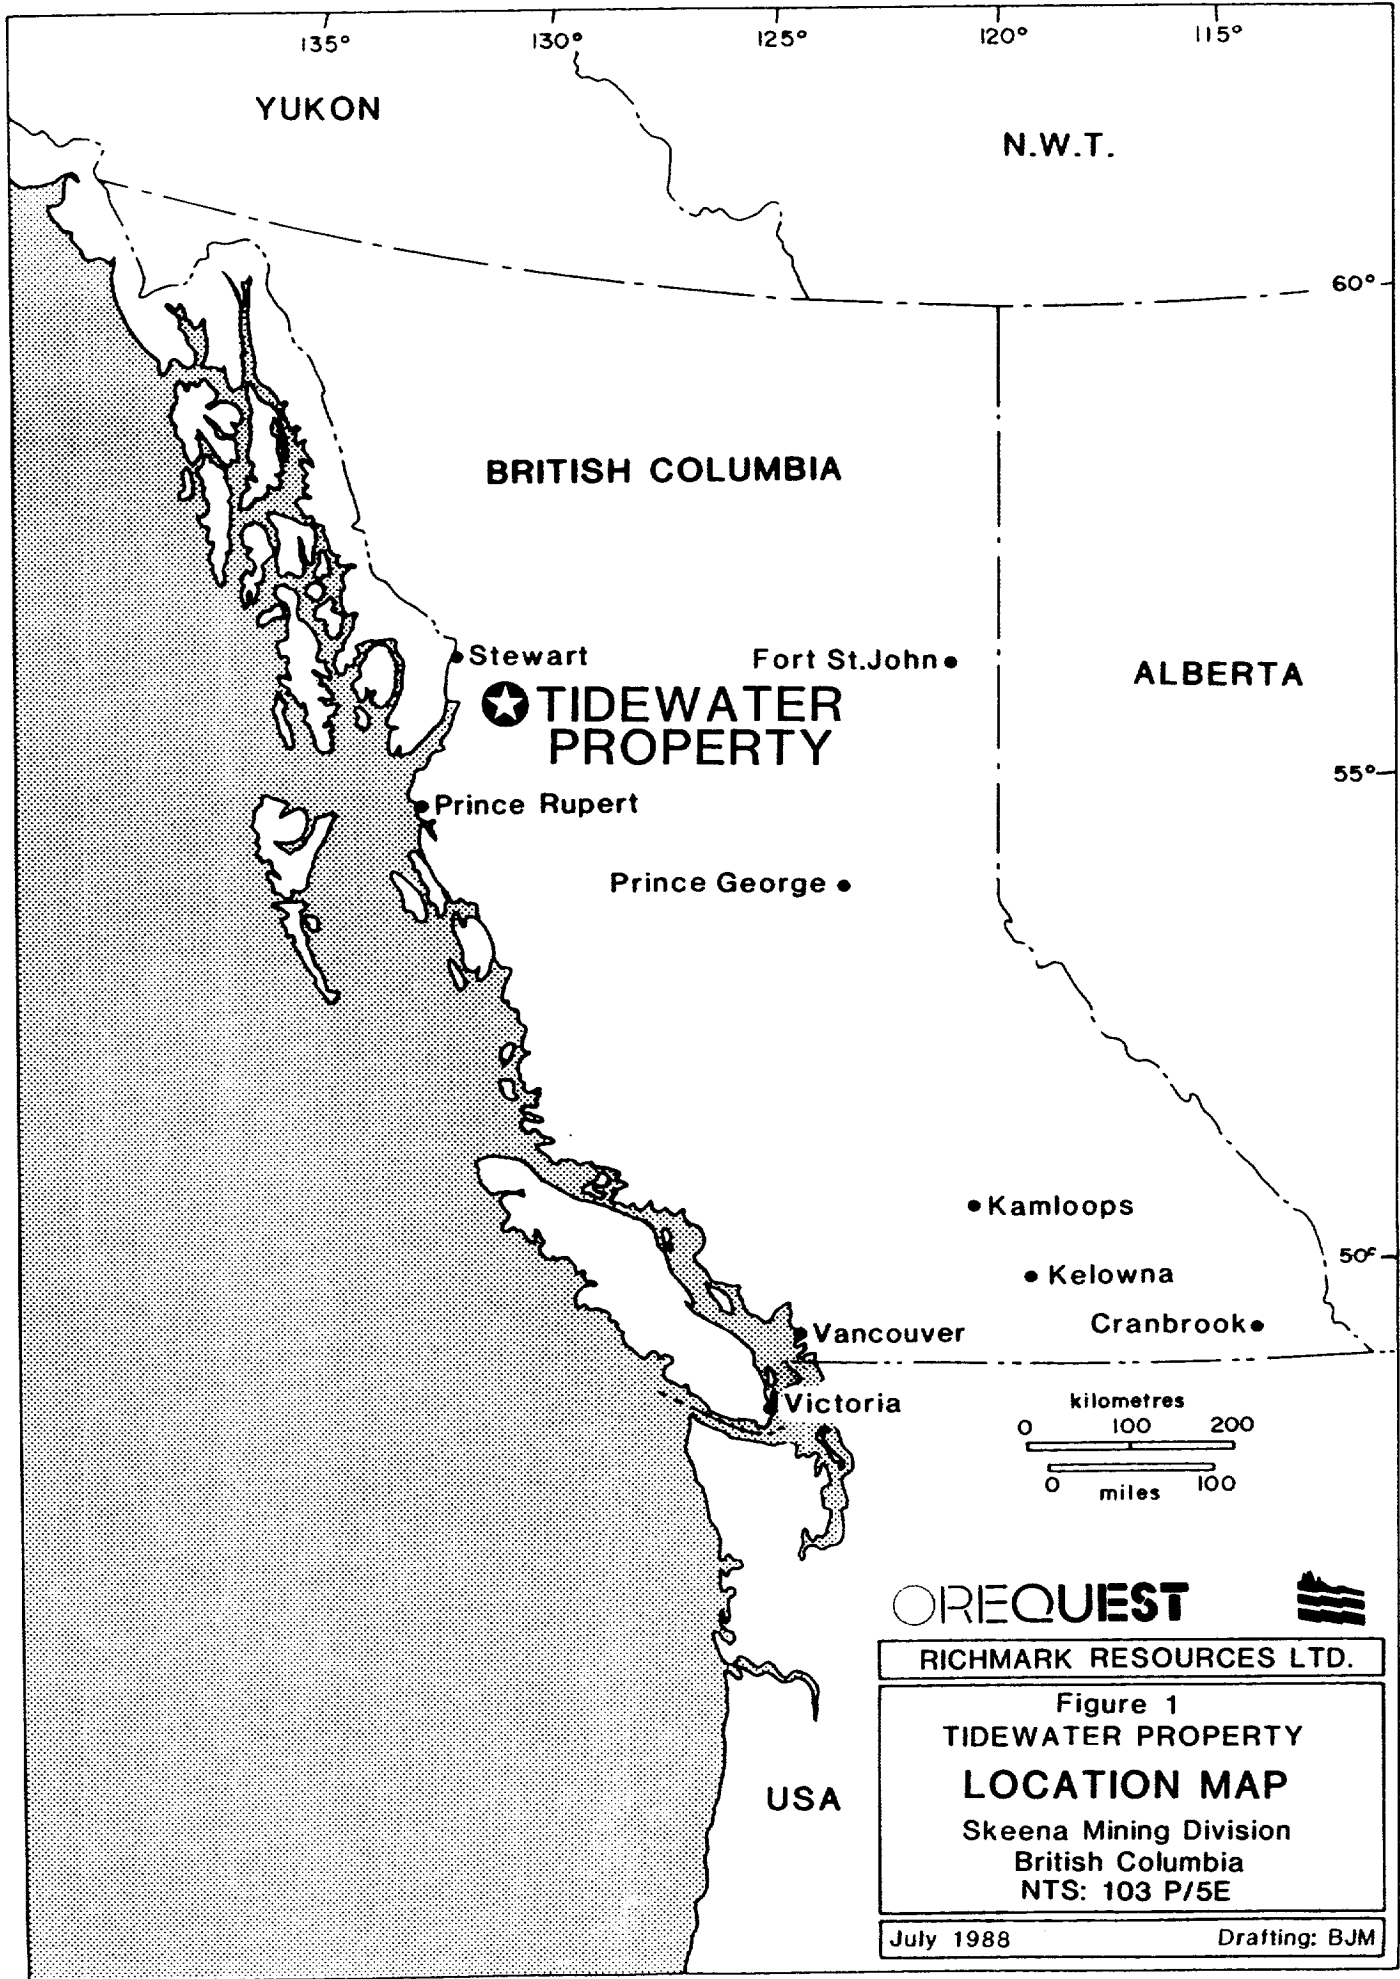 135° 130° 125° 120° 115°
YUKON
N.W.T.
60°
BRITISH COLUMBIA
Stewart
Fort St.John
ALBERTA
TIDEWATER
PROPERTY
55°
Prince Rupert
Prince George
Kamloops
50°
Kelowna
Cranbrook
Vancouver
Victoria
kilometres
0 100 200
0 100
miles
OREQUEST
RICHMARK RESOURCES LTD.
Figure 1
TIDEWATER PROPERTY
LOCATION MAP
USA
Skeena Mining Division
British Columbia
NTS: 103 P/5E
July 1988 Drafting: BJM